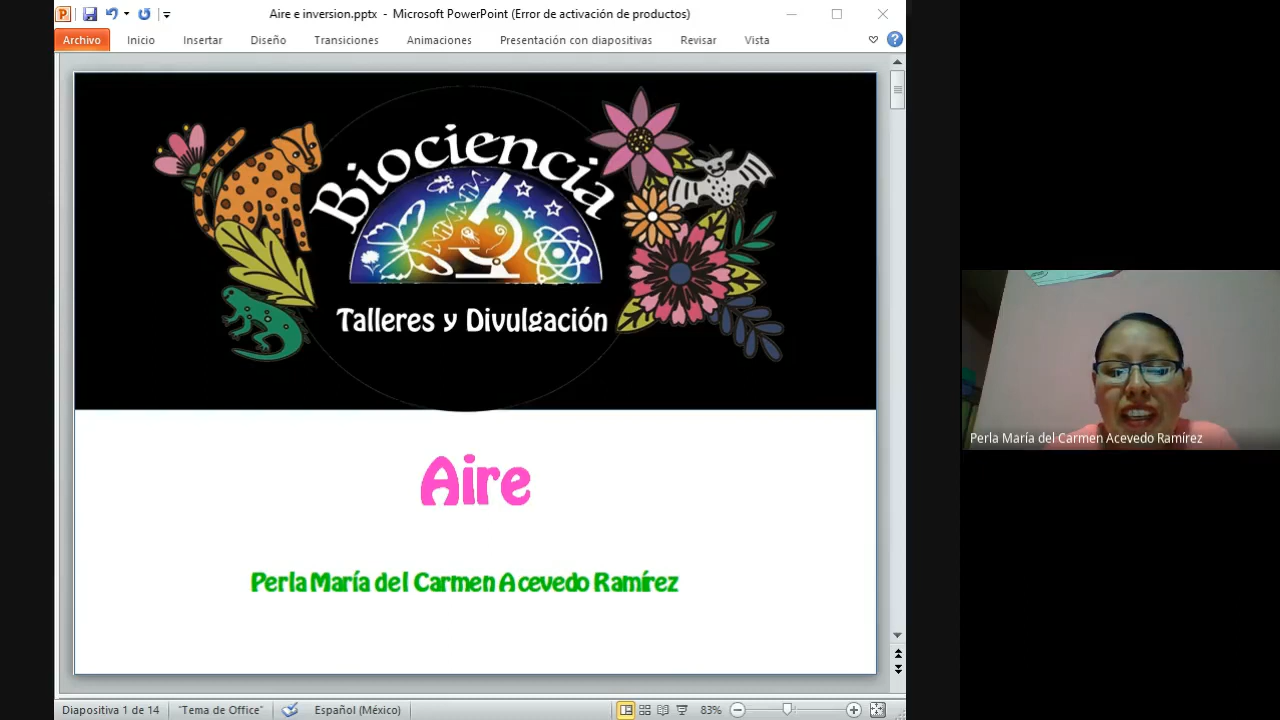 Aire e inversion.pptx - Microsoft PowerPoint (Error de activación de productos)
Archivo Inicio Insertar Diseño Transiciones Animaciones Presentación con diapositivas Revisar Vista
Biociencia
Talleres y Divulgación
Aire
Perla María del Carmen Acevedo Ramírez
Perla María del Carmen Acevedo Ramírez
Diapositiva 1 de 14 "Tema de Office" Español (México) 83%